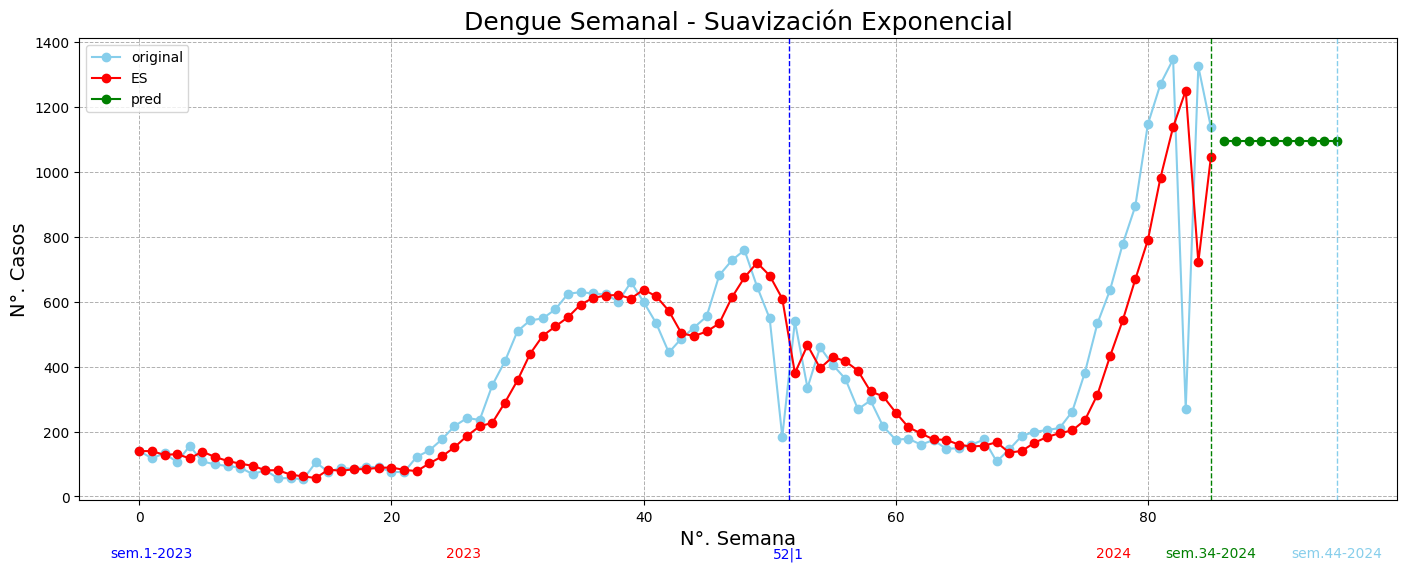 Dengue Semanal - Suavización Exponencial
original
ES
pred
N°. Casos
1400
1200
1000
800
600
400
200
0
0 20 40 60 80
N°. Semana
sem.1-2023 2023 52|1 2024 sem.34-2024 sem.44-2024